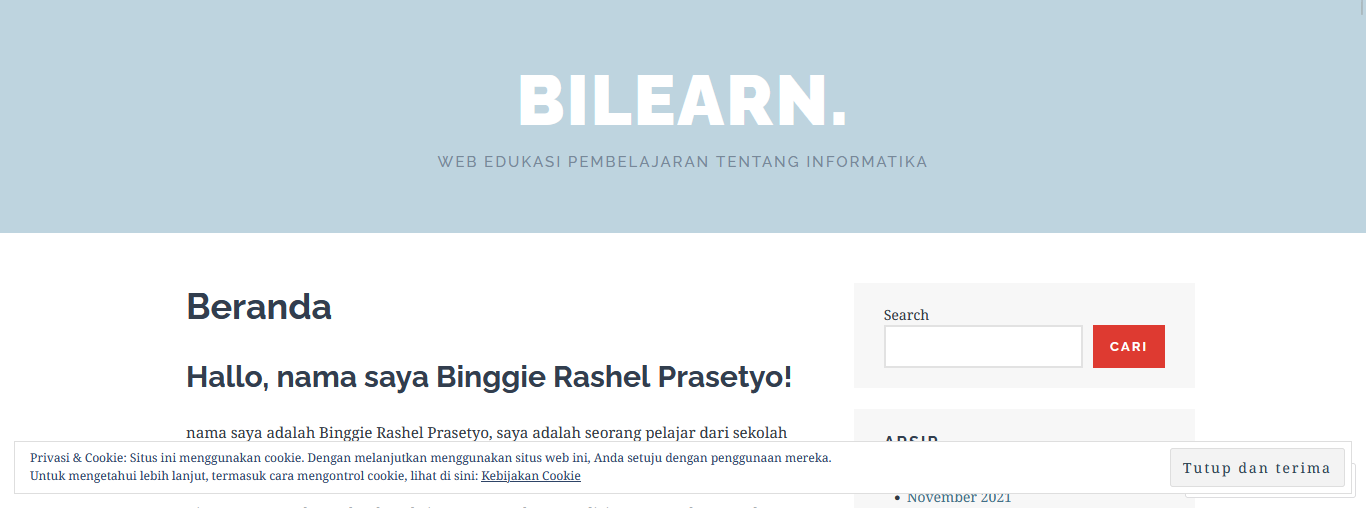 BILEARN.
WEB EDUKASI PEMBELAJARAN TENTANG INFORMATIKA
Beranda
Hallo, nama saya Binggie Rashel Prasetyo!
nama saya adalah Binggie Rashel Prasetyo, saya adalah seorang pelajar dari sekolah
Search
CARI
ARSIP
November 2021
Privasi & Cookie: Situs ini menggunakan cookie. Dengan melanjutkan menggunakan situs web ini, Anda setuju dengan penggunaan mereka.
Untuk mengetahui lebih lanjut, termasuk cara mengontrol cookie, lihat di sini: Kebijakan Cookie
Tutup dan terima